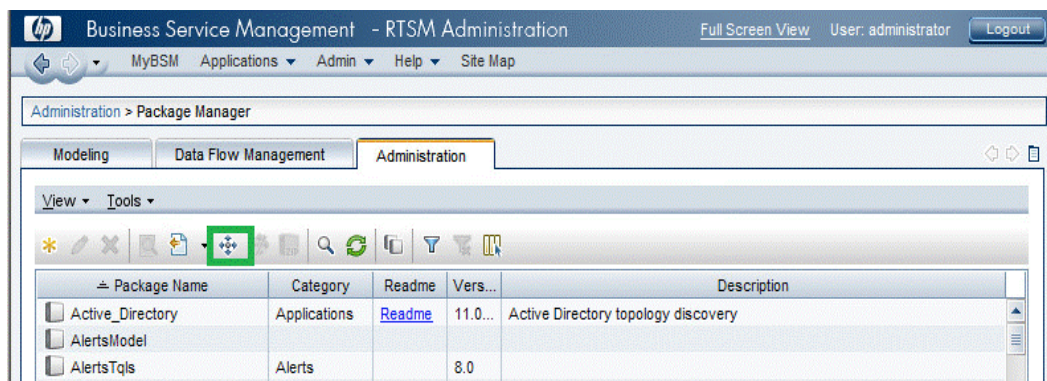 hp Business Service Management - RTSM Administration Full Screen View User: administrator Logout
MyBSM Applications Admin Help Site Map
Administration > Package Manager
Modeling Data Flow Management Administration
View Tools
Package Name Category Readme Vers... Description
Active_Directory Applications Readme 11.0... Active Directory topology discovery
AlertsModel
AlertsTqls Alerts 8.0